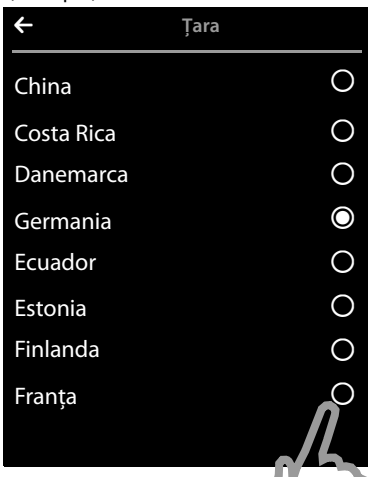 Țara
China
Costa Rica
Danemarca
Germania
Ecuador
Estonia
Finlanda
Franța